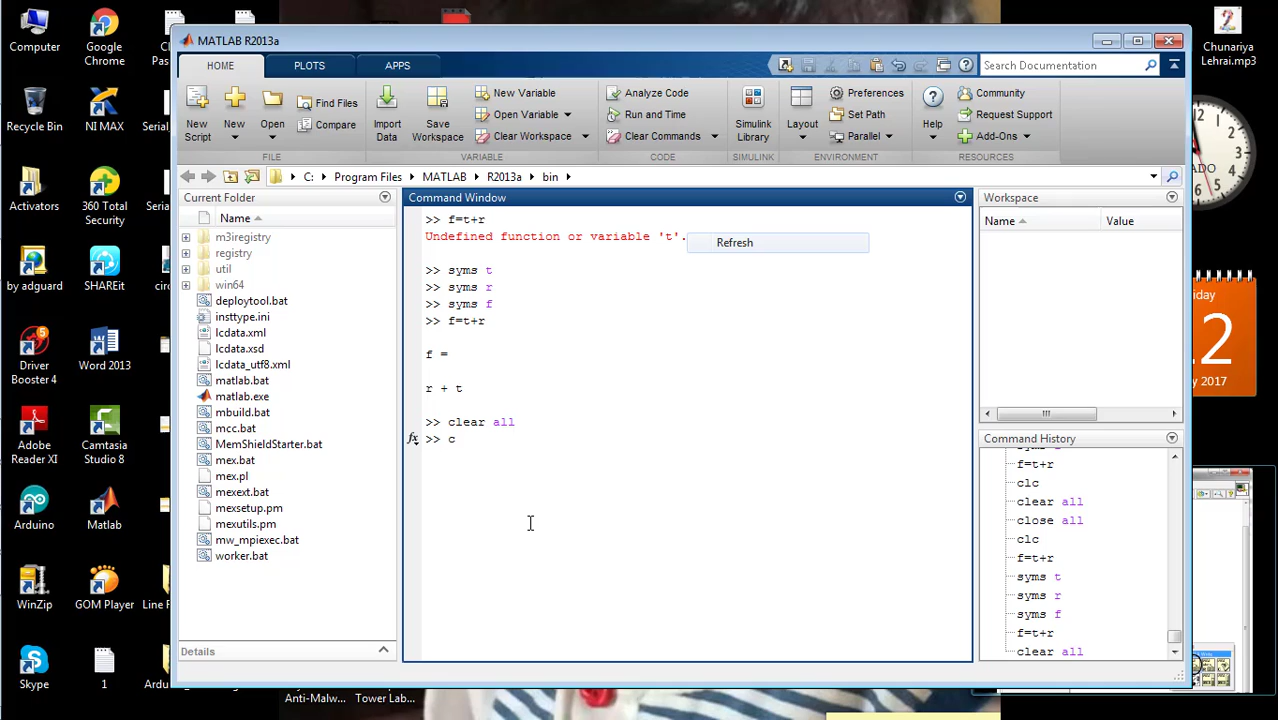 Computer
Google
Chrome
Recycle Bin
NI MAX
Activators
360 Total
Security
by adguard
SHAREit
Driver
Booster 4
Word 2013
Adobe
Reader XI
Camtasia
Studio 8
Arduino
Matlab
WinZip
GOM Player
Skype
1
Anti-Malw...
Tower Lab...
Chunariya
Lehrai.mp3
MATLAB R2013a
HOME
PLOTS
APPS
Search Documentation
New
Script
New
Open
Find Files
Compare
Import
Data
Save
Workspace
New Variable
Open Variable
Clear Workspace
Analyze Code
Run and Time
Clear Commands
Simulink
Library
Layout
Preferences
Set Path
Parallel
Help
Community
Request Support
Add-Ons
FILE
VARIABLE
CODE
SIMULINK
ENVIRONMENT
RESOURCES
C:
Program Files
MATLAB
R2013a
bin
Current Folder
Name
m3iregistry
registry
util
win64
deploytool.bat
insttype.ini
lcdata.xml
lcdata.xsd
lcdata_utf8.xml
matlab.bat
matlab.exe
mbuild.bat
mcc.bat
MemShieldStarter.bat
mex.bat
mex.pl
mexext.bat
mexsetup.pm
mexutils.pm
mw_mpiexec.bat
worker.bat
Details
Command Window
>> f=t+r
Undefined function or variable 't'.
Refresh
>> syms t
>> syms r
>> syms f
>> f=t+r
f =
r + t
>> clear all
fx >> c
Workspace
Name
Value
Command History
f=t+r
clc
clear all
close all
clc
f=t+r
syms t
syms r
syms f
f=t+r
clear all
12
2017